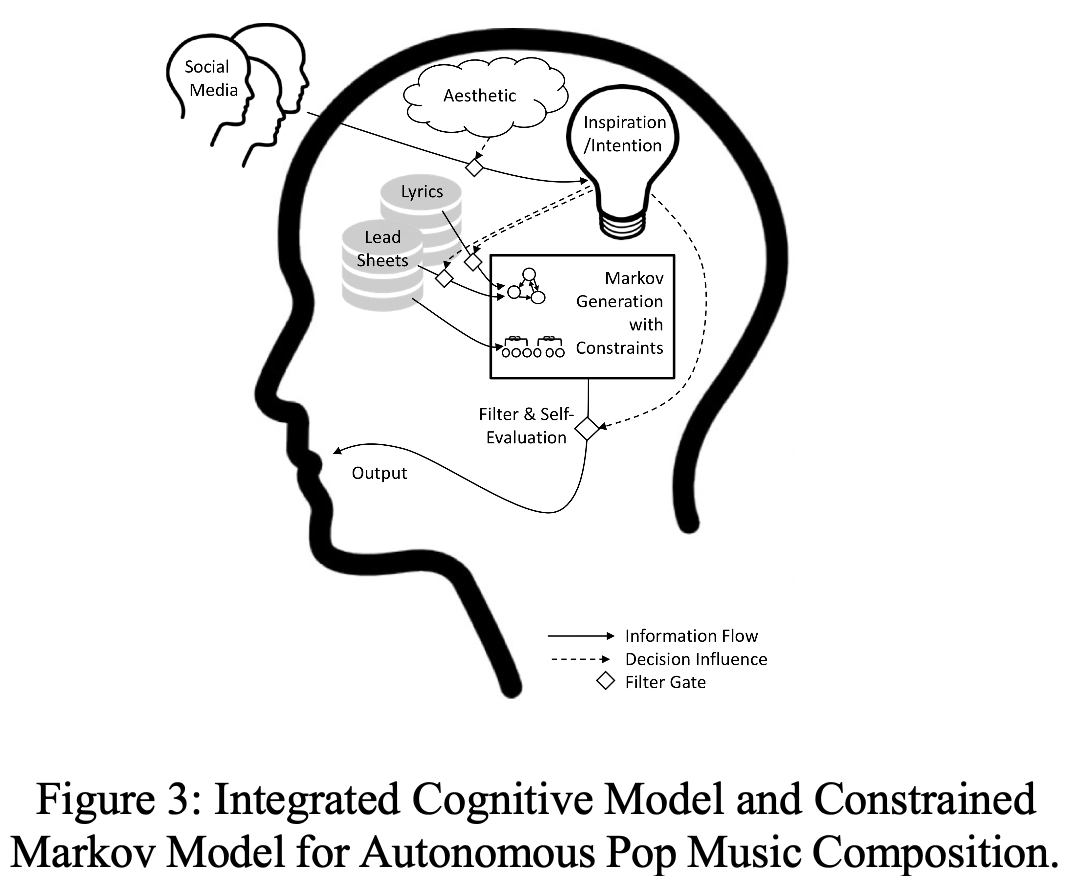 Social
Media
Aesthetic
Inspiration
/Intention
Lyrics
Lead
Sheets
Markov
Generation
with
Constraints
Filter & Self-
Evaluation
Output
Information Flow
Decision Influence
Filter Gate
Figure 3: Integrated Cognitive Model and Constrained
Markov Model for Autonomous Pop Music Composition.